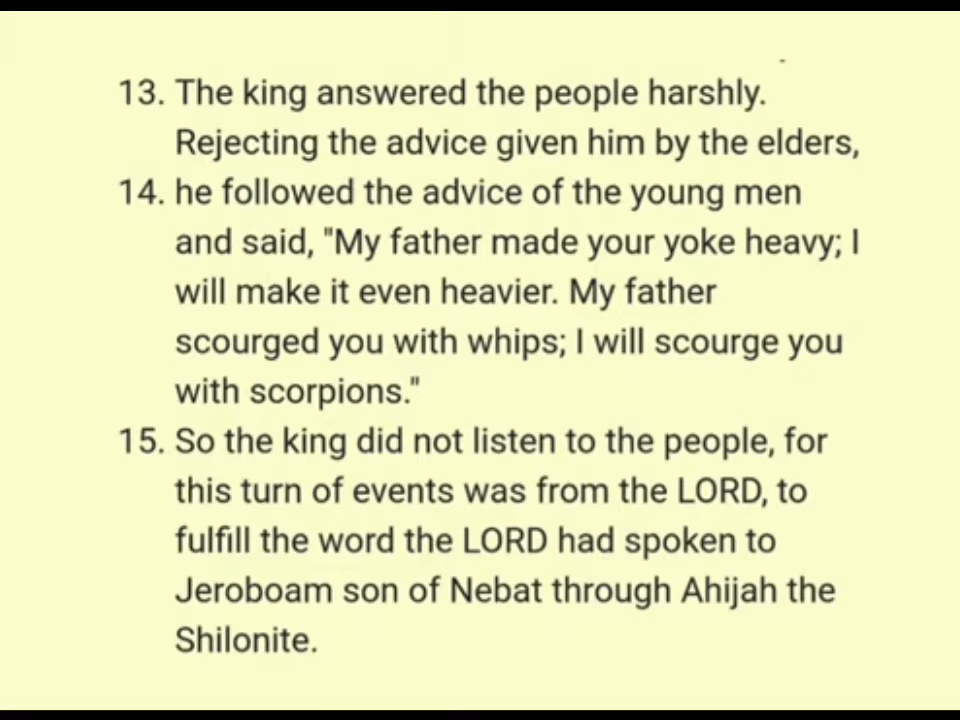 13. The king answered the people harshly.
Rejecting the advice given him by the elders,
14. he followed the advice of the young men
and said, "My father made your yoke heavy; I
will make it even heavier. My father
scourged you with whips; I will scourge you
with scorpions."
15. So the king did not listen to the people, for
this turn of events was from the LORD, to
fulfill the word the LORD had spoken to
Jeroboam son of Nebat through Ahijah the
Shilonite.